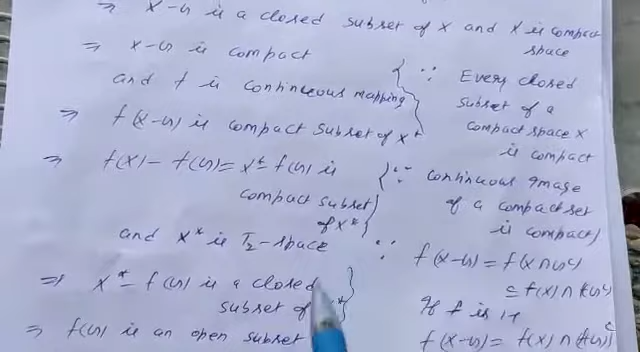 ⇒ X-G is a closed subset of X and X is compact space
⇒ X-G is compact
and f is continuous mapping
{ ∵ Every closed
subset of a
compact space X
is compact
⇒ f(X-G) is compact subset of X*
⇒ f(X) - f(G) = X* - f(G) is
compact subset
of X*
{ ∵ continuous image
of a compact set
is compact }
and X* is T₂-space
⇒ X* - f(G) is a closed
subset of
⇒ f(G) is an open subset
∵ f(X-G) = f(X∩Gᶜ)
⊆ f(X) ∩ f(Gᶜ)
If f is 1-1
f(X-G) = f(X) ∩ (f(G))ᶜ